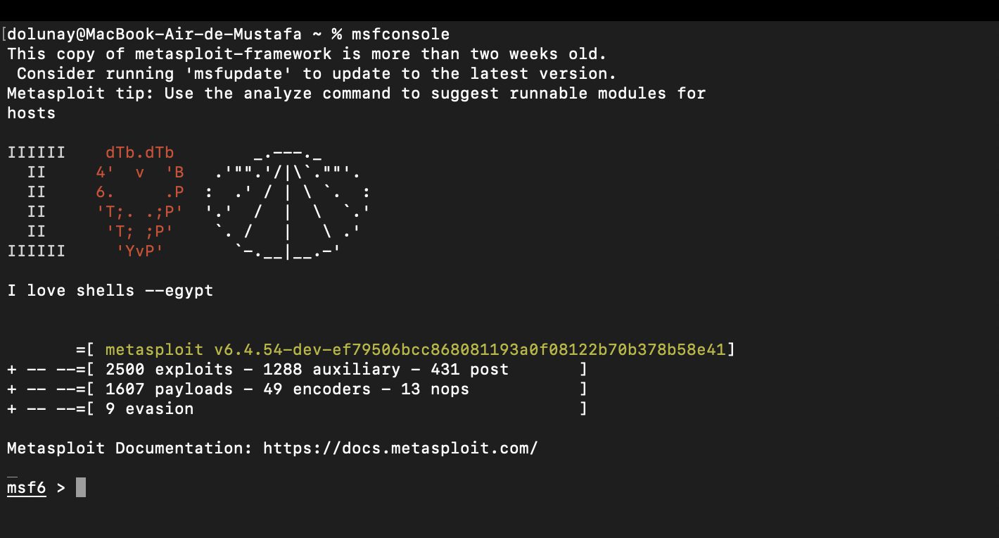 [dolunay@MacBook-Air-de-Mustafa ~ % msfconsole
This copy of metasploit-framework is more than two weeks old.
 Consider running 'msfupdate' to update to the latest version.
Metasploit tip: Use the analyze command to suggest runnable modules for
hosts

IIIIII    dTb.dTb        _.---._
  II     4'  v  'B   .'"".'/|\`.""'.
  II     6.     .P  :  .' / | \ `.  :
  II     'T;. .;P'  '.'  /  |  \  `.'
  II      'T; ;P'    `. /   |   \ .'
IIIIII     'YvP'       `-.__|__.-'

I love shells --egypt


       =[ metasploit v6.4.54-dev-ef79506bcc868081193a0f08122b70b378b58e41]
+ -- --=[ 2500 exploits - 1288 auxiliary - 431 post       ]
+ -- --=[ 1607 payloads - 49 encoders - 13 nops           ]
+ -- --=[ 9 evasion                                       ]

Metasploit Documentation: https://docs.metasploit.com/

msf6 >